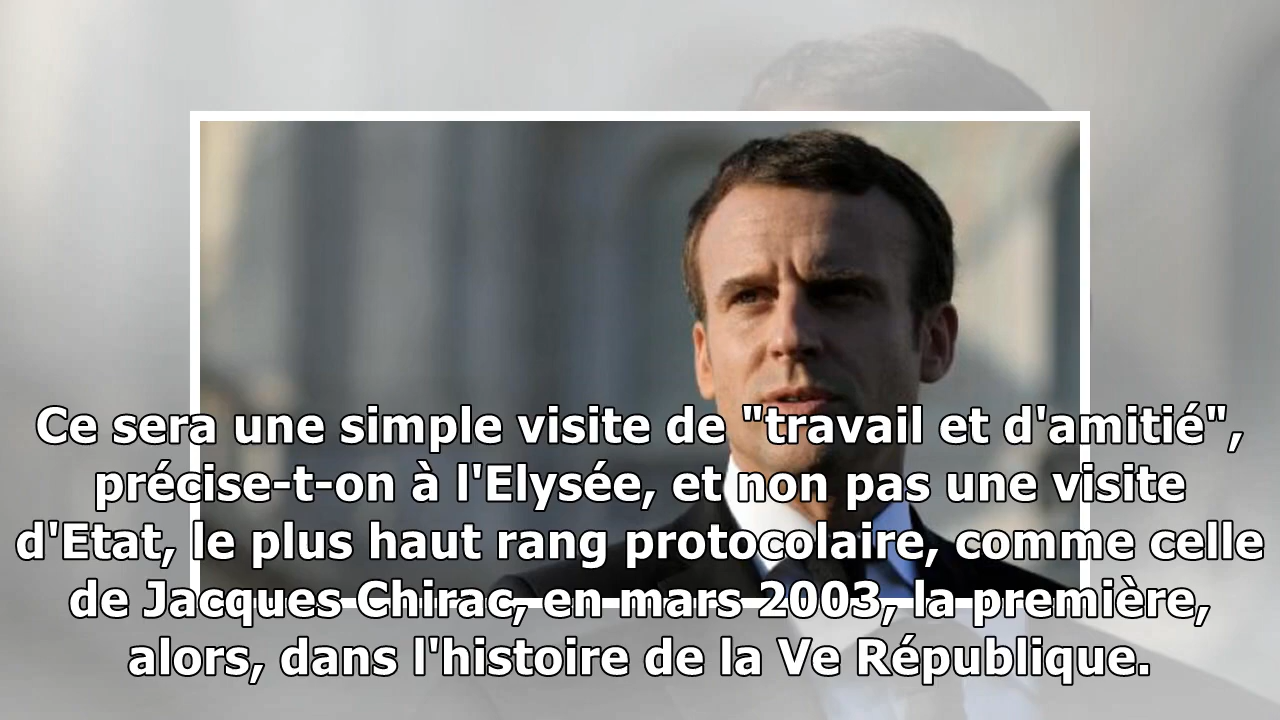 Ce sera une simple visite de "travail et d'amitié",
précise-t-on à l'Elysée, et non pas une visite
d'Etat, le plus haut rang protocolaire, comme celle
de Jacques Chirac, en mars 2003, la première,
alors, dans l'histoire de la Ve République.